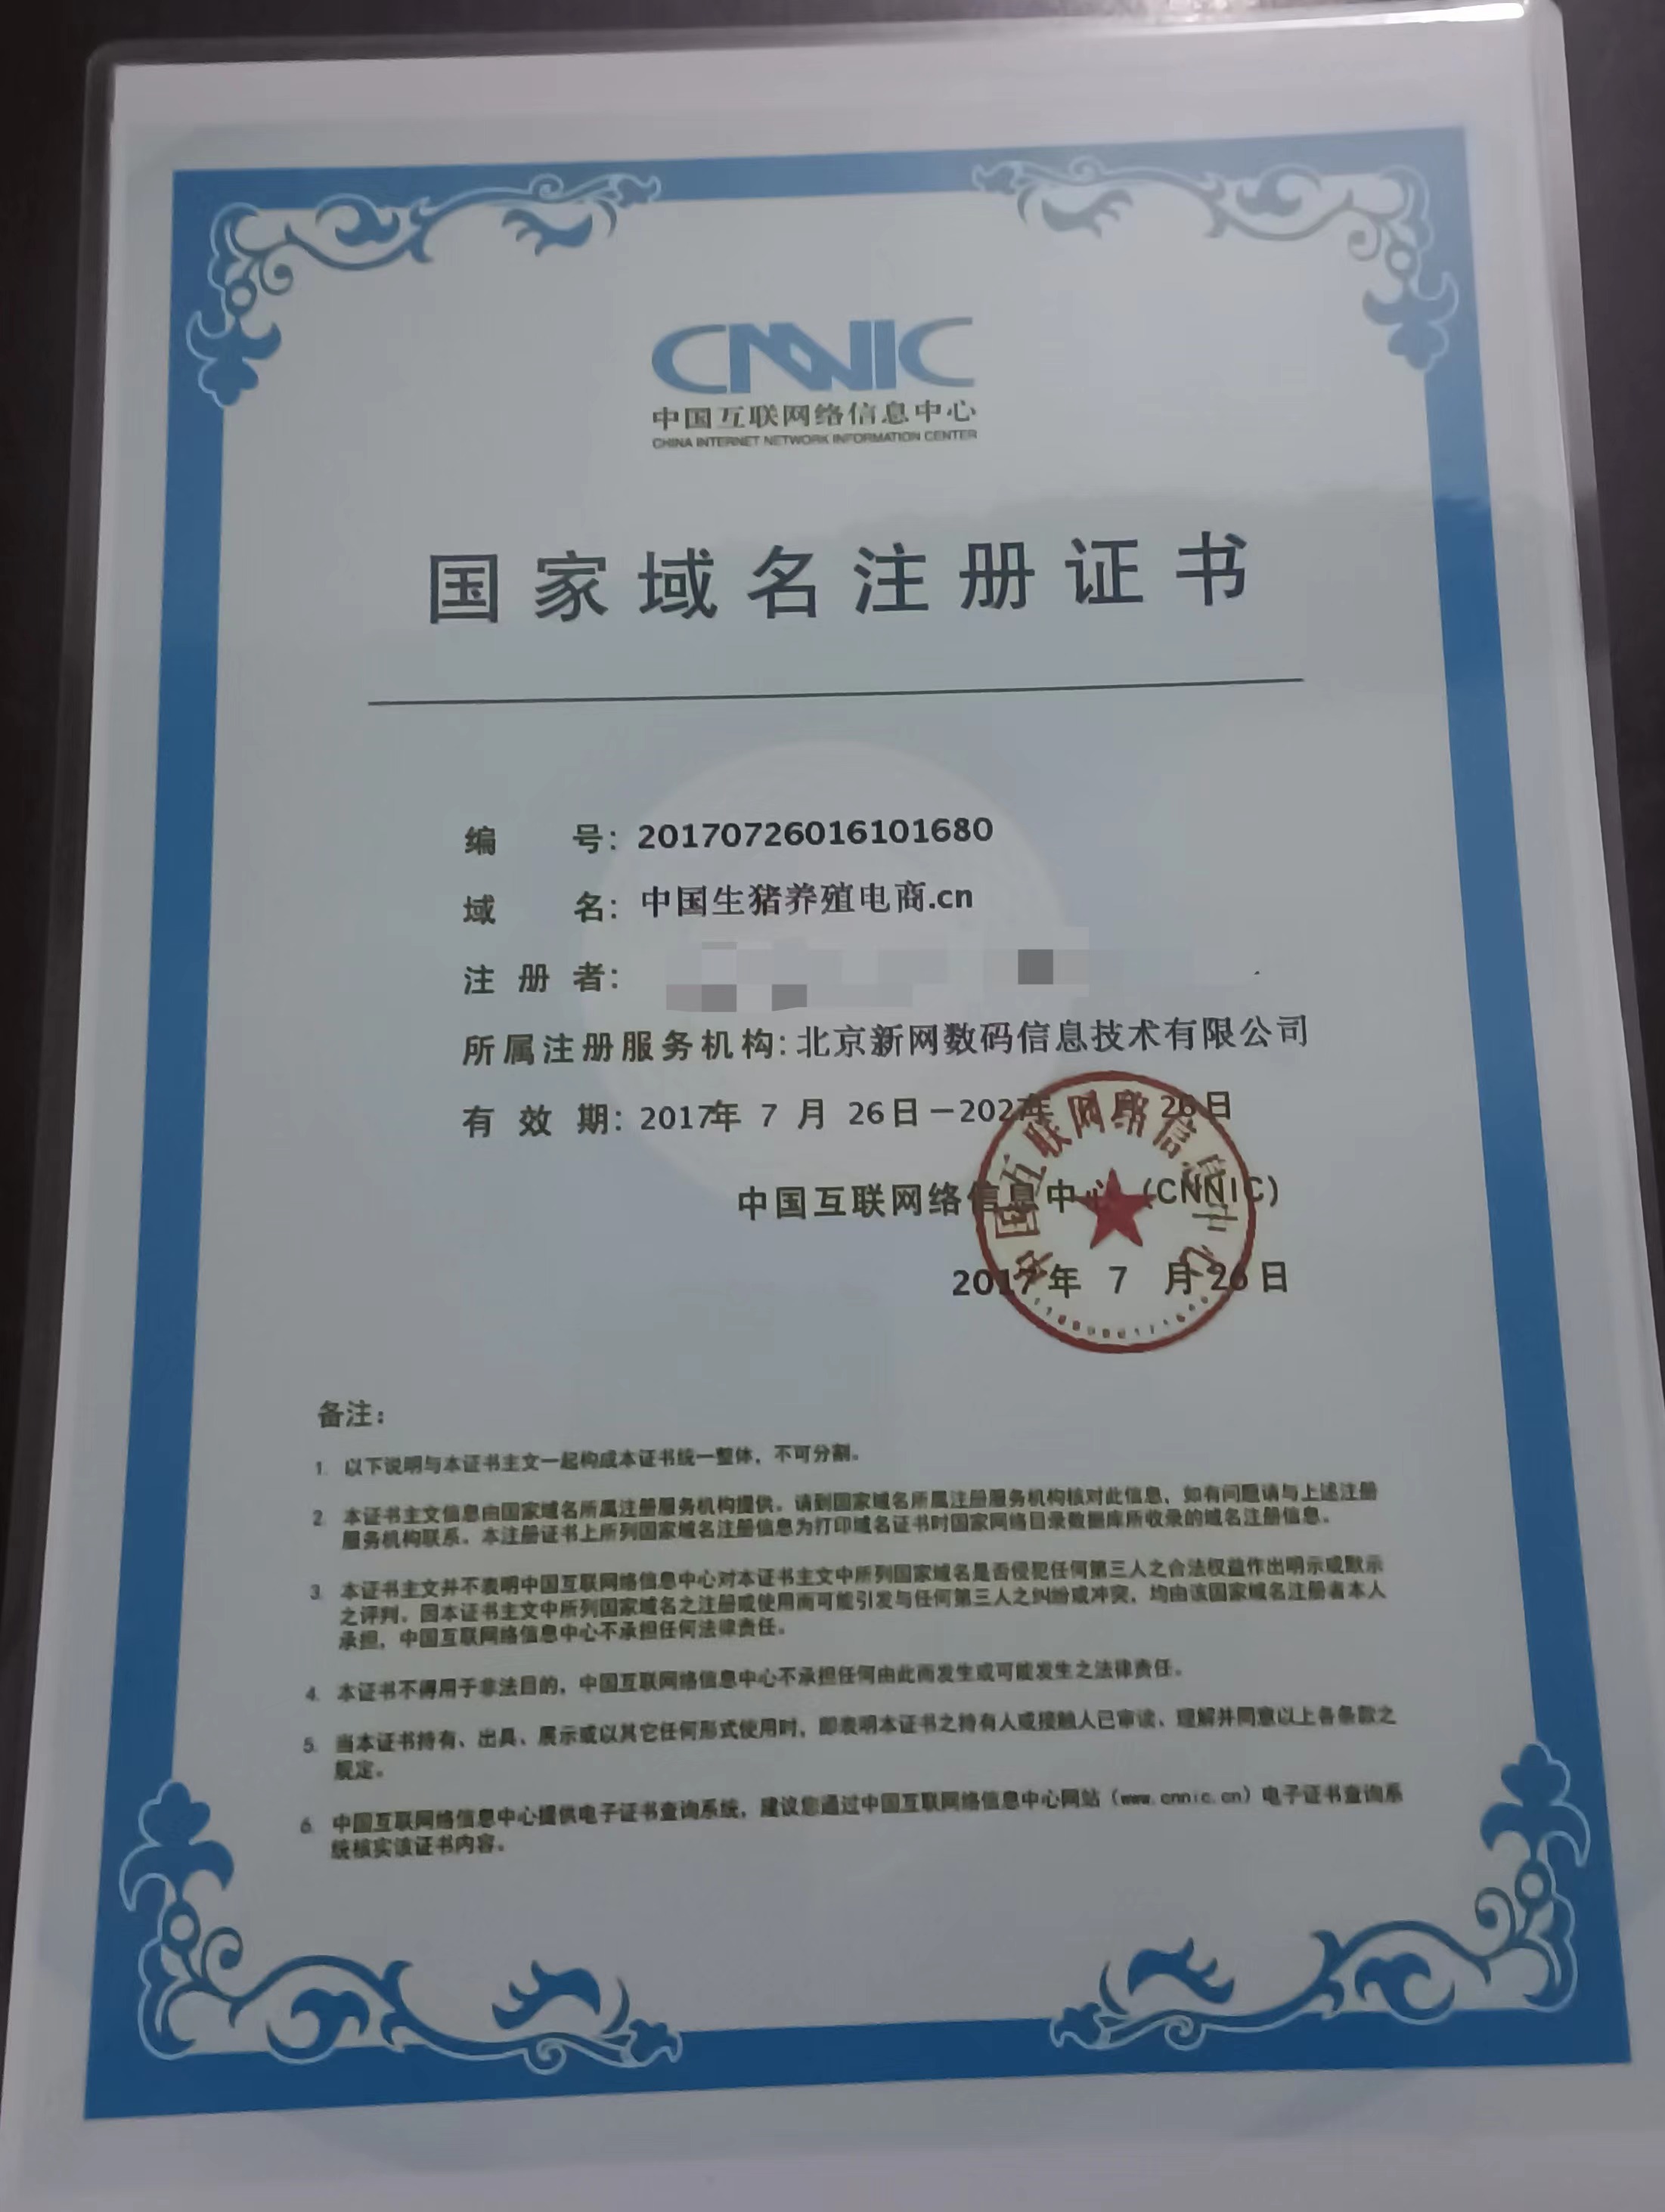 CNNIC
中国互联网络信息中心
CHINA INTERNET NETWORK INFORMATION CENTER
国家域名注册证书
编 号：20170726016101680
域 名：中国生猪养殖电商.cn
注 册 者：
所属注册服务机构：北京新网数码信息技术有限公司
有 效 期：2017年 7 月 26日－2027年 7 月 26日
中国互联网络信息中心（CNNIC）
2017年 7 月 26日
中国互联网络信息中心
备注：
1. 以下说明与本证书主文一起构成本证书统一整体，不可分割。
2. 本证书主文信息由国家域名所属注册服务机构提供。请到国家域名所属注册服务机构核对此信息，如有问题请与上述注册
服务机构联系。本注册证书上所列国家域名注册信息为打印域名证书时国家网络目录数据库所收录的域名注册信息。
3. 本证书主文并不表明中国互联网络信息中心对本证书主文中所列国家域名是否侵犯任何第三人之合法权益作出明示或默示
之评判。因本证书主文中所列国家域名之注册或使用而可能引发与任何第三人之纠纷或冲突，均由该国家域名注册者本人
承担，中国互联网络信息中心不承担任何法律责任。
4. 本证书不得用于非法目的，中国互联网络信息中心不承担任何由此而发生或可能发生之法律责任。
5. 当本证书持有、出具、展示或以其它任何形式使用时，即表明本证书之持有人或接触人已审读、理解并同意以上各条款之
规定。
6. 中国互联网络信息中心提供电子证书查询系统，建议您通过中国互联网络信息中心网站（www.cnnic.cn）电子证书查询系
统核实该证书内容。